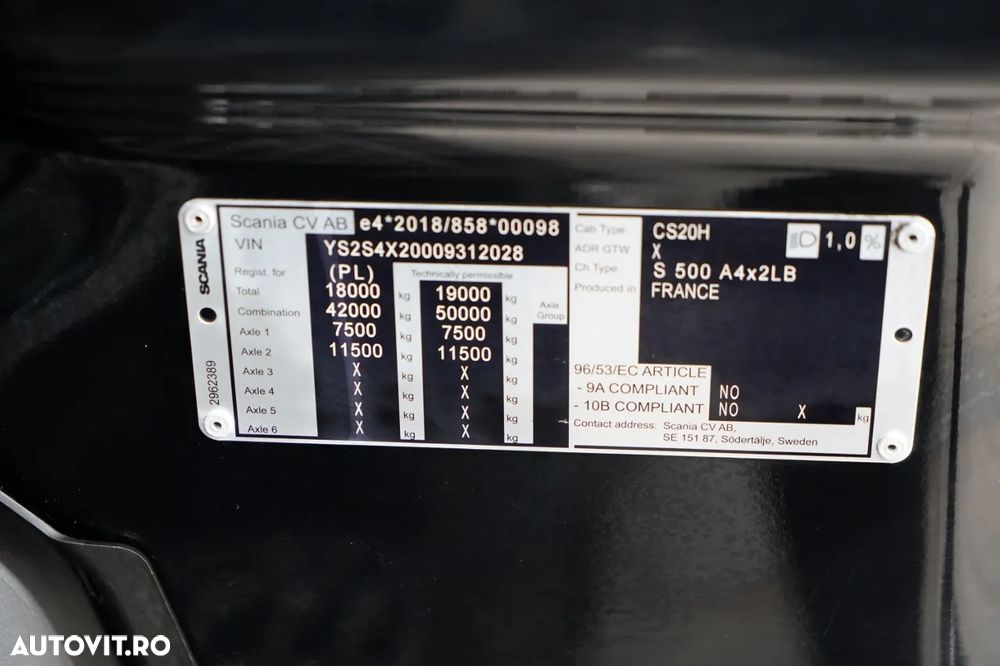 Scania CV AB e4*2018/858*00098
VIN YS2S4X20009312028
Regist. for (PL) Technically permissible
Total 18000 kg 19000 kg Axle Group
Combination 42000 kg 50000 kg
Axle 1 7500 kg 7500 kg
Axle 2 11500 kg 11500 kg
Axle 3 X kg X kg
Axle 4 X kg X kg
Axle 5 X kg X kg
Axle 6 X kg X kg
SCANIA
2962389
Cab Type CS20H 1,0 %
ADR GTW X
Ch Type S 500 A4x2LB
Produced in FRANCE
96/53/EC ARTICLE
- 9A COMPLIANT NO
- 10B COMPLIANT NO X kg
Contact address: Scania CV AB,
SE 151 87, Södertälje, Sweden
AUTOVIT.RO